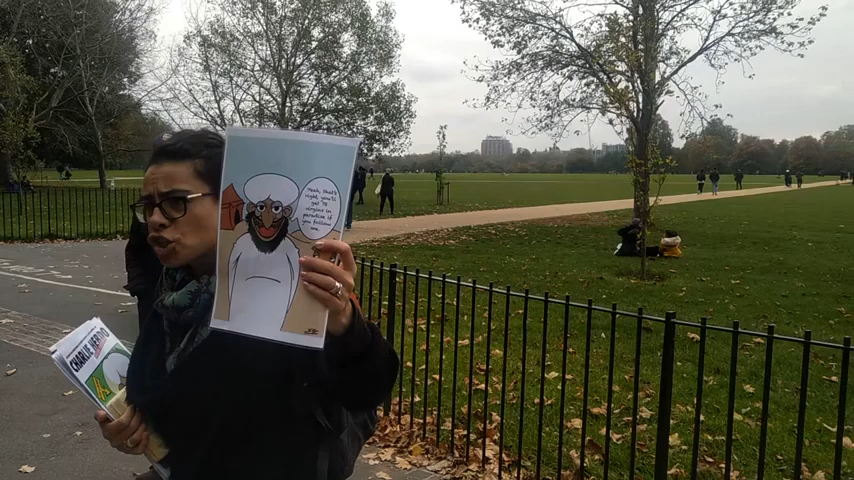 Yeah, that's
right, you'll
get 72
virgins in
paradise if
you follow
me.
CHARLIE HEBDO